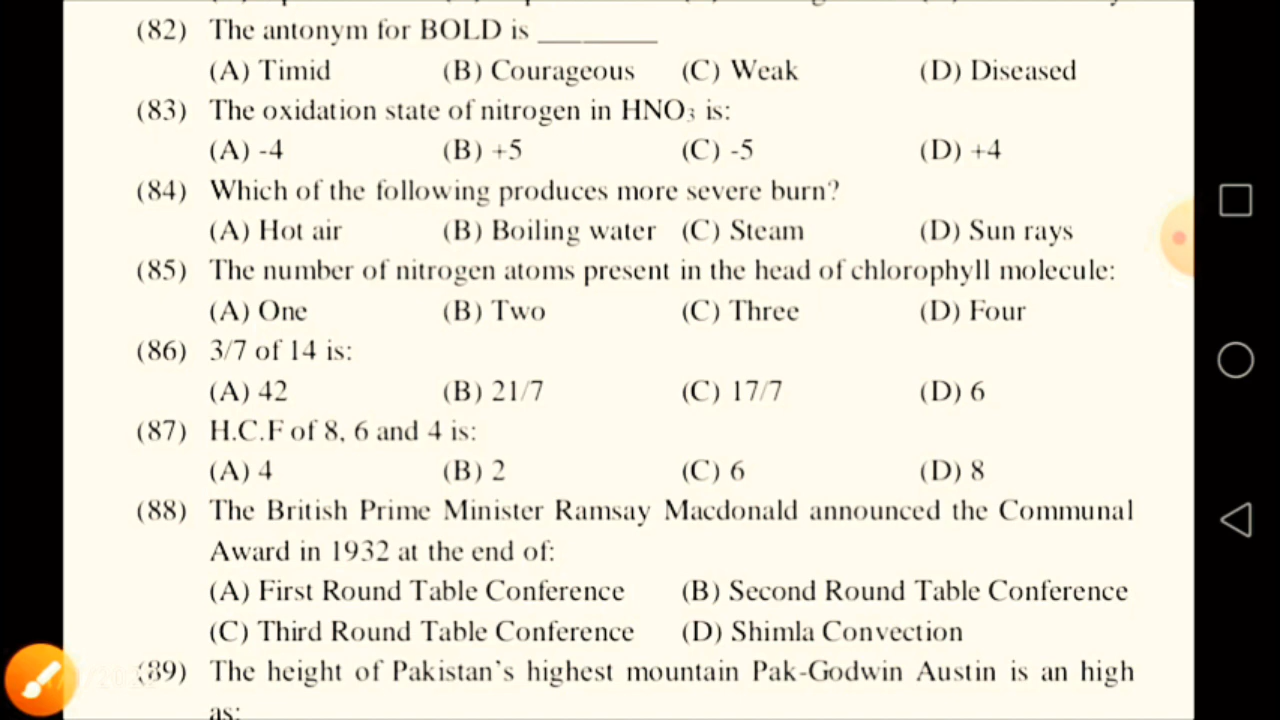 (82) The antonym for BOLD is ________
(A) Timid (B) Courageous (C) Weak (D) Diseased
(83) The oxidation state of nitrogen in HNO₃ is:
(A) -4 (B) +5 (C) -5 (D) +4
(84) Which of the following produces more severe burn?
(A) Hot air (B) Boiling water (C) Steam (D) Sun rays
(85) The number of nitrogen atoms present in the head of chlorophyll molecule:
(A) One (B) Two (C) Three (D) Four
(86) 3/7 of 14 is:
(A) 42 (B) 21/7 (C) 17/7 (D) 6
(87) H.C.F of 8, 6 and 4 is:
(A) 4 (B) 2 (C) 6 (D) 8
(88) The British Prime Minister Ramsay Macdonald announced the Communal
Award in 1932 at the end of:
(A) First Round Table Conference (B) Second Round Table Conference
(C) Third Round Table Conference (D) Shimla Convection
(89) The height of Pakistan's highest mountain Pak-Godwin Austin is an high
as: